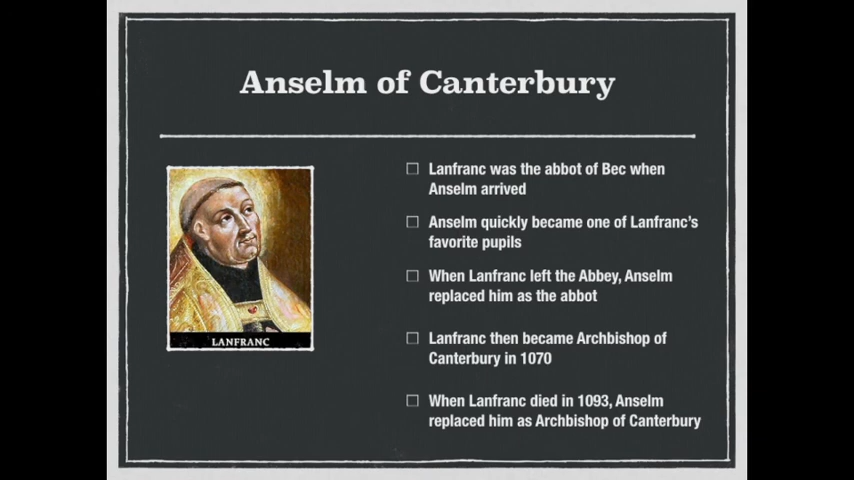 Anselm of Canterbury
LANFRANC
Lanfranc was the abbot of Bec when
Anselm arrived
Anselm quickly became one of Lanfranc's
favorite pupils
When Lanfranc left the Abbey, Anselm
replaced him as the abbot
Lanfranc then became Archbishop of
Canterbury in 1070
When Lanfranc died in 1093, Anselm
replaced him as Archbishop of Canterbury